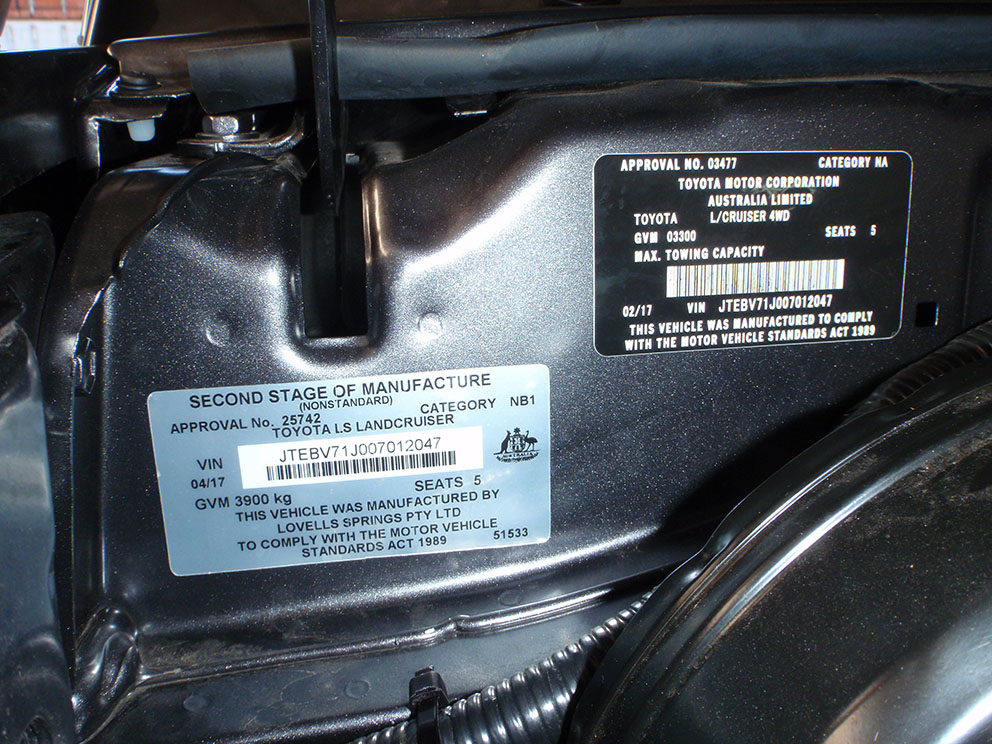 APPROVAL NO. 03477 CATEGORY NA
TOYOTA MOTOR CORPORATION
AUSTRALIA LIMITED
TOYOTA L/CRUISER 4WD
GVM 03300 SEATS 5
MAX. TOWING CAPACITY
02/17 VIN JTEBV71J007012047
THIS VEHICLE WAS MANUFACTURED TO COMPLY
WITH THE MOTOR VEHICLE STANDARDS ACT 1989
SECOND STAGE OF MANUFACTURE
(NONSTANDARD)
APPROVAL No. 25742 CATEGORY NB1
TOYOTA LS LANDCRUISER
VIN JTEBV71J007012047
AUSTRALIA
04/17
GVM 3900 kg SEATS 5
THIS VEHICLE WAS MANUFACTURED BY
LOVELLS SPRINGS PTY LTD
TO COMPLY WITH THE MOTOR VEHICLE
STANDARDS ACT 1989 51533